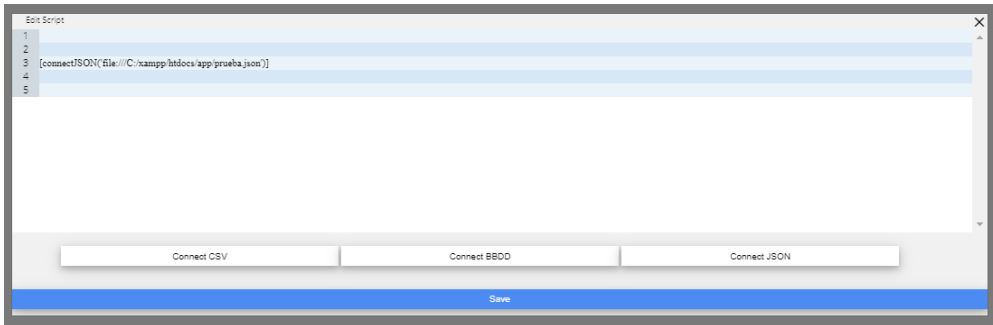 Edit Script
1
2
3 [connectJSON('file:///C:/xampp/htdocs/app/prueba.json')]
4
5
Connect CSV Connect BBDD Connect JSON
Save